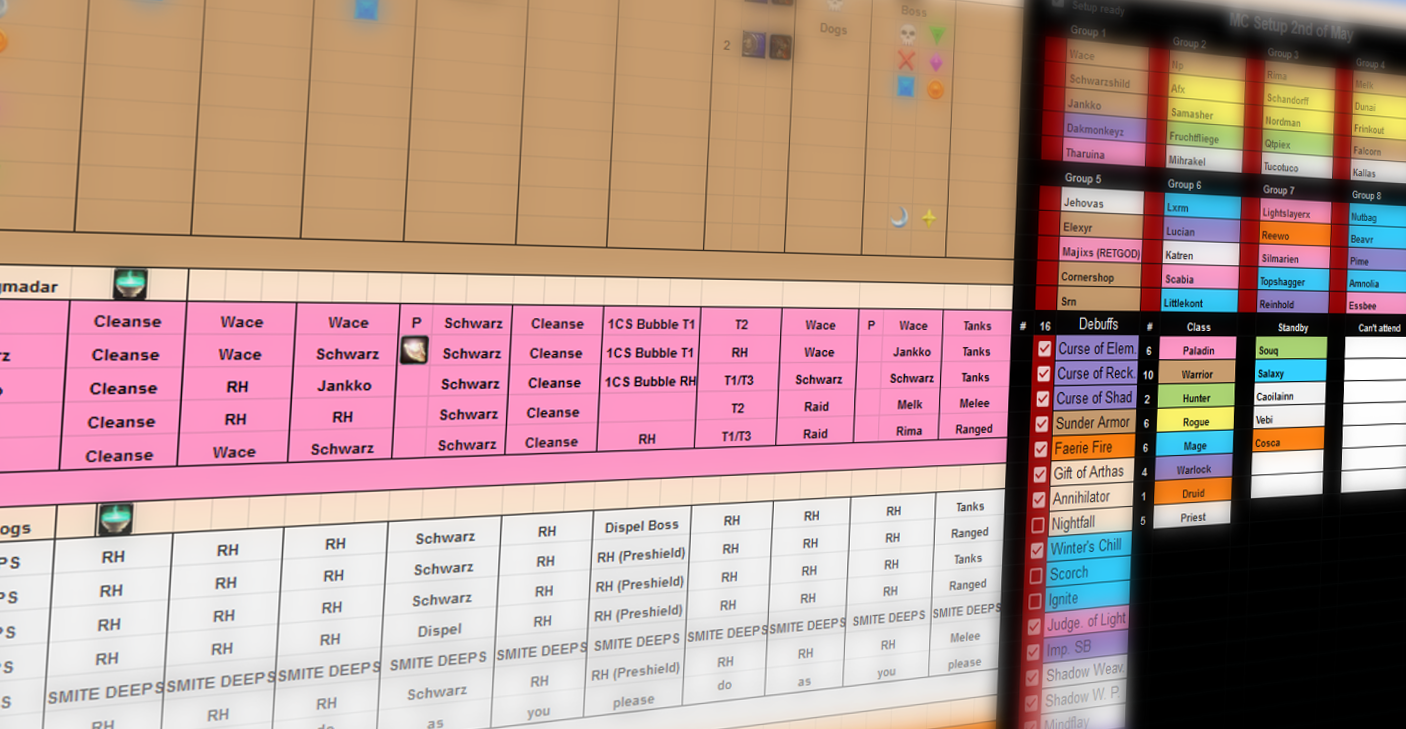 Boss
Dogs
2
Setup ready
MC Setup 2nd of May
Group 1 Group 2 Group 3 Group 4
Wace Np Rima Melk
Schwarzshild Afx Schandorff Dunai
Jankko Samasher Nordman Frinkout
Dakmonkeyz Fruchtfliege Qtpiex Falcorn
Tharuina Mihrakel Tucotuco Kallas
Group 5 Group 6 Group 7 Group 8
Jehovas Lxrm Lightslayerx Nutbag
Elexyr Lucian Reewo Beavr
Majixs (RETGOD) Katren Silmarien Pime
Cornershop Scabia Topshagger Amnolia
Srn Littlekont Reinhold Essbee
# 16 Debuffs # Class Standby Can't attend
Curse of Elem. 6 Paladin Souq
Curse of Reck. 10 Warrior Salaxy
Curse of Shad 2 Hunter Caoilainn
Sunder Armor 6 Rogue Vebi
Faerie Fire 6 Mage Cosca
Gift of Arthas 4 Warlock
Annihilator 1 Druid
Nightfall 5 Priest
Winter's Chill
Scorch
Ignite
Judge. of Light
Imp. SB
Shadow Weav.
Shadow W. P.
Mindflay
gmadar
Cleanse Wace Wace P Schwarz Cleanse 1CS Bubble T1 T2 Wace P Wace Tanks
rz Cleanse Wace Schwarz Schwarz Cleanse 1CS Bubble T1 RH Wace Jankko Tanks
o Cleanse RH Jankko Schwarz Cleanse 1CS Bubble RH T1/T3 Schwarz Schwarz Tanks
Cleanse RH RH Schwarz Cleanse T2 Raid Melk Melee
Cleanse Wace Schwarz Schwarz Cleanse RH T1/T3 Raid Rima Ranged
ogs
PS RH RH RH Schwarz RH Dispel Boss RH RH RH Tanks
PS RH RH RH Schwarz RH RH (Preshield) RH RH RH Ranged
PS RH RH RH Schwarz RH RH (Preshield) RH RH RH Tanks
PS RH RH RH Dispel RH RH (Preshield) RH RH RH Ranged
S SMITE DEEPS SMITE DEEPS SMITE DEEPS SMITE DEEPS SMITE DEEPS SMITE DEEPS SMITE DEEPS SMITE DEEPS SMITE DEEPS SMITE DEEPS
RH RH RH Schwarz RH RH (Preshield) RH RH RH Melee
do as you please do as you please